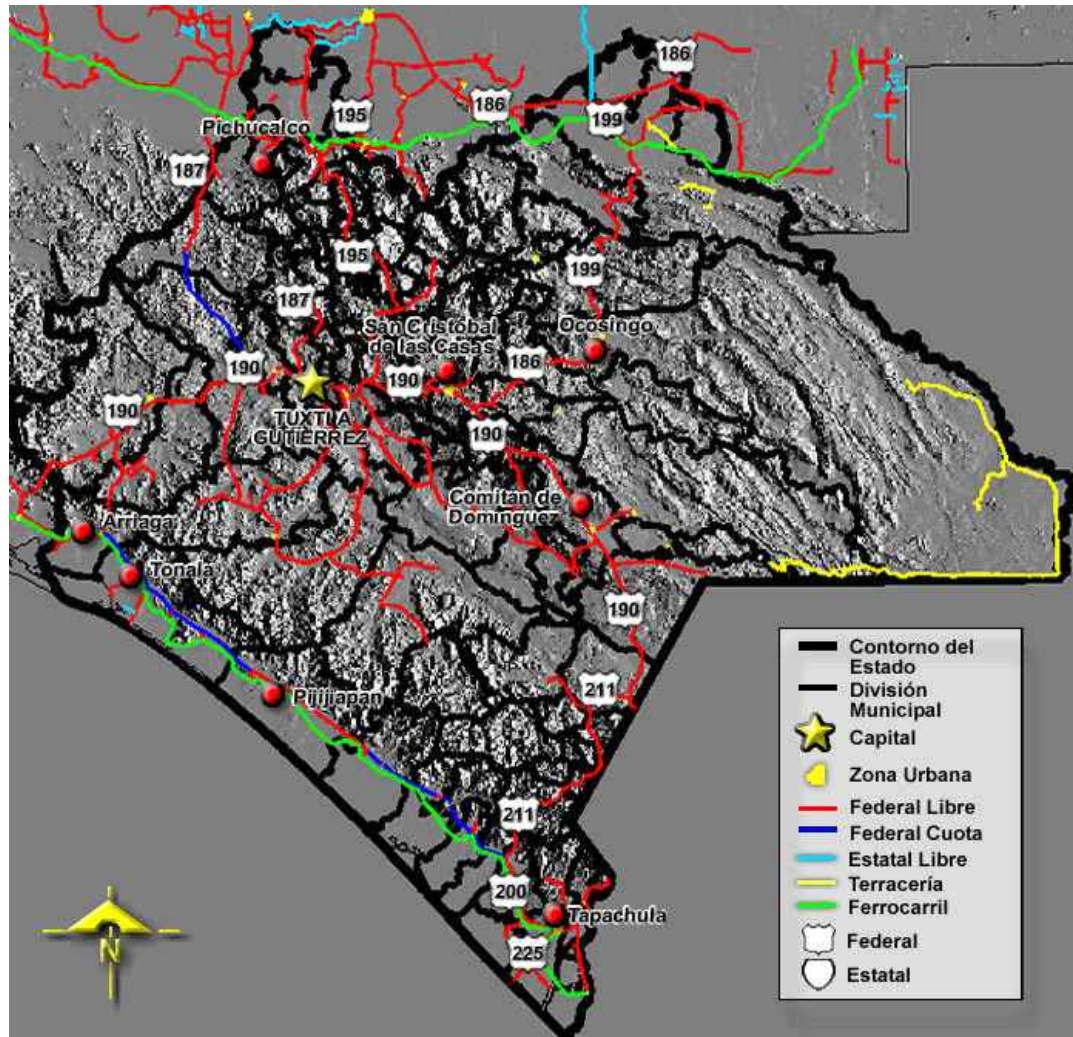 186
186
195
199
Pichucalco
187
195
199
187
San Cristóbal
de las Casas
Ocosingo
190
186
190
190
TUXTLA
GUTIÉRREZ
190
Comitán de
Domínguez
Arriaga
Tonala
190
211
Pijijiapan
211
200
Tapachula
225
Contorno del
Estado
División
Municipal
Capital
Zona Urbana
Federal Libre
Federal Cuota
Estatal Libre
Terracería
Ferrocarril
Federal
Estatal
N